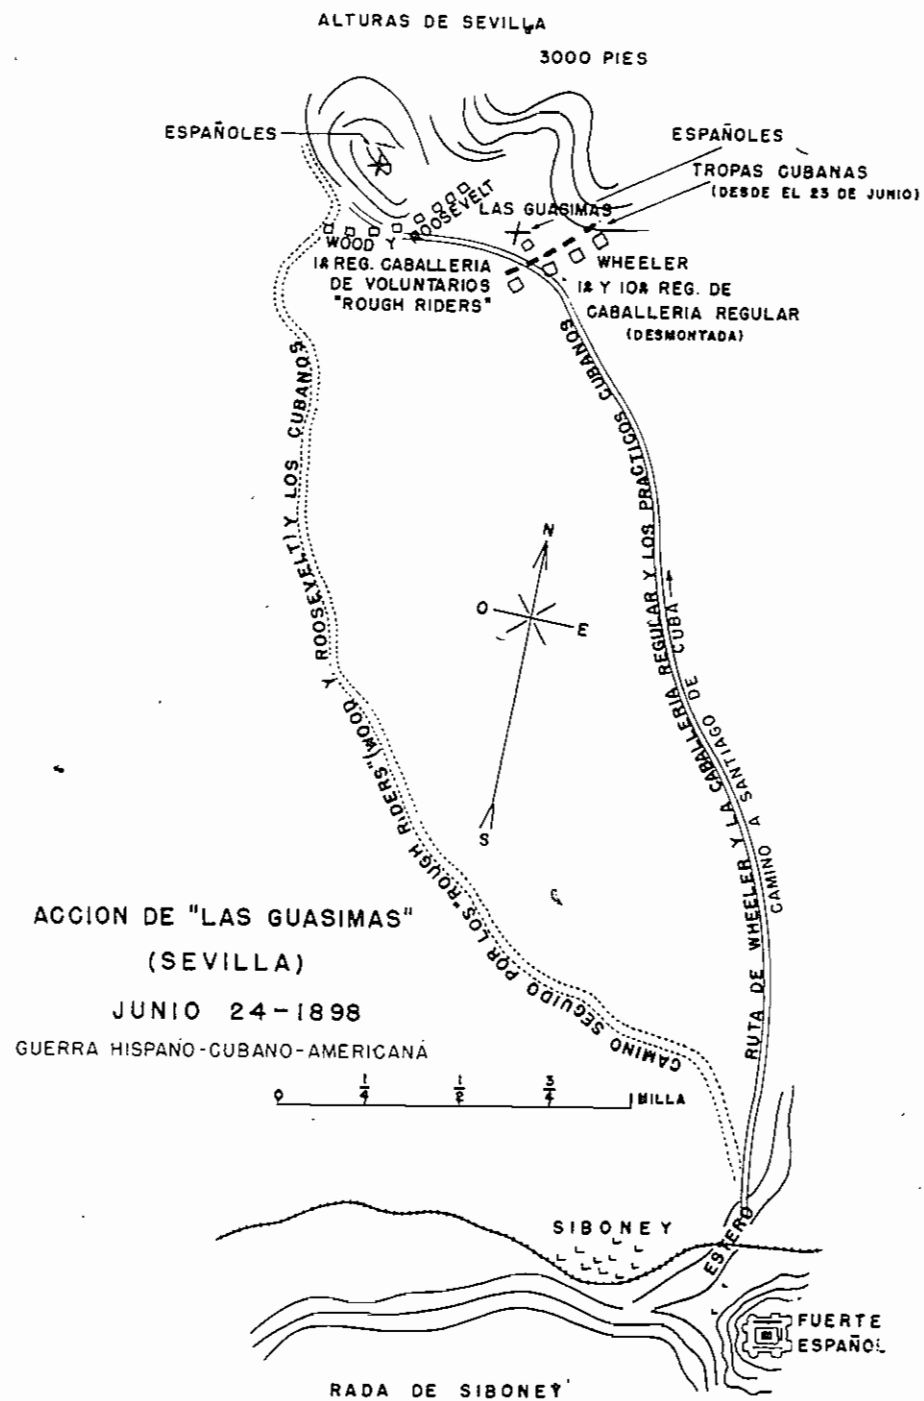 ALTURAS DE SEVILLA
3000 PIES
ESPAÑOLES
ESPAÑOLES
TROPAS CUBANAS
(DESDE EL 23 DE JUNIO)
LAS GUASIMAS
WOOD Y ROOSEVELT
1ª REG. CABALLERIA
DE VOLUNTARIOS
"ROUGH RIDERS"
WHEELER
1ª Y 10ª REG. DE
CABALLERIA REGULAR
(DESMONTADA)
CAMINO SEGUIDO POR LOS "ROUGH RIDERS" (WOOD Y ROOSEVELT) Y LOS CUBANOS
RUTA DE WHEELER Y LA CABALLERIA REGULAR Y LOS PRACTICOS CUBANOS
CAMINO A SANTIAGO DE CUBA
N
O
E
S
ACCION DE "LAS GUASIMAS"
(SEVILLA)
JUNIO 24-1898
GUERRA HISPANO-CUBANO-AMERICANA
0 1/4 1/2 3/4 1 MILLA
SIBONEY
ESTERO
FUERTE
ESPAÑOL
RADA DE SIBONEY